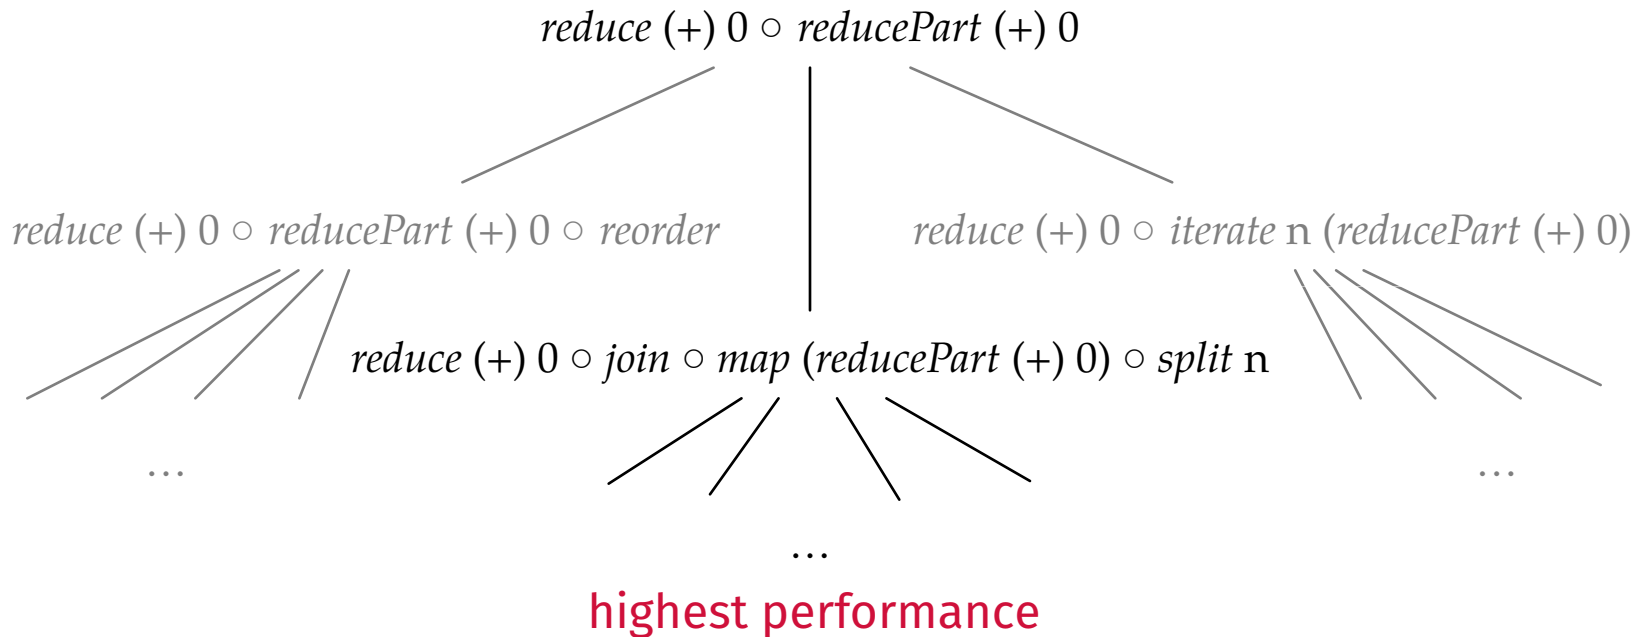 reduce (+) 0 ∘ reducePart (+) 0
reduce (+) 0 ∘ reducePart (+) 0 ∘ reorder
reduce (+) 0 ∘ iterate n (reducePart (+) 0)
reduce (+) 0 ∘ join ∘ map (reducePart (+) 0) ∘ split n
...
...
...
highest performance